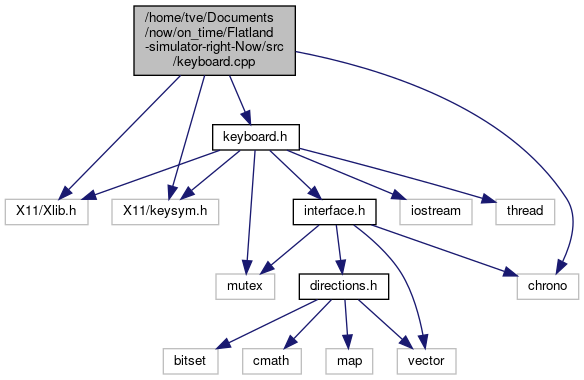 /home/tve/Documents
/now/on_time/Flatland
-simulator-right-Now/src
/keyboard.cpp
keyboard.h
X11/Xlib.h
X11/keysym.h
interface.h
iostream
thread
mutex
directions.h
chrono
bitset
cmath
map
vector